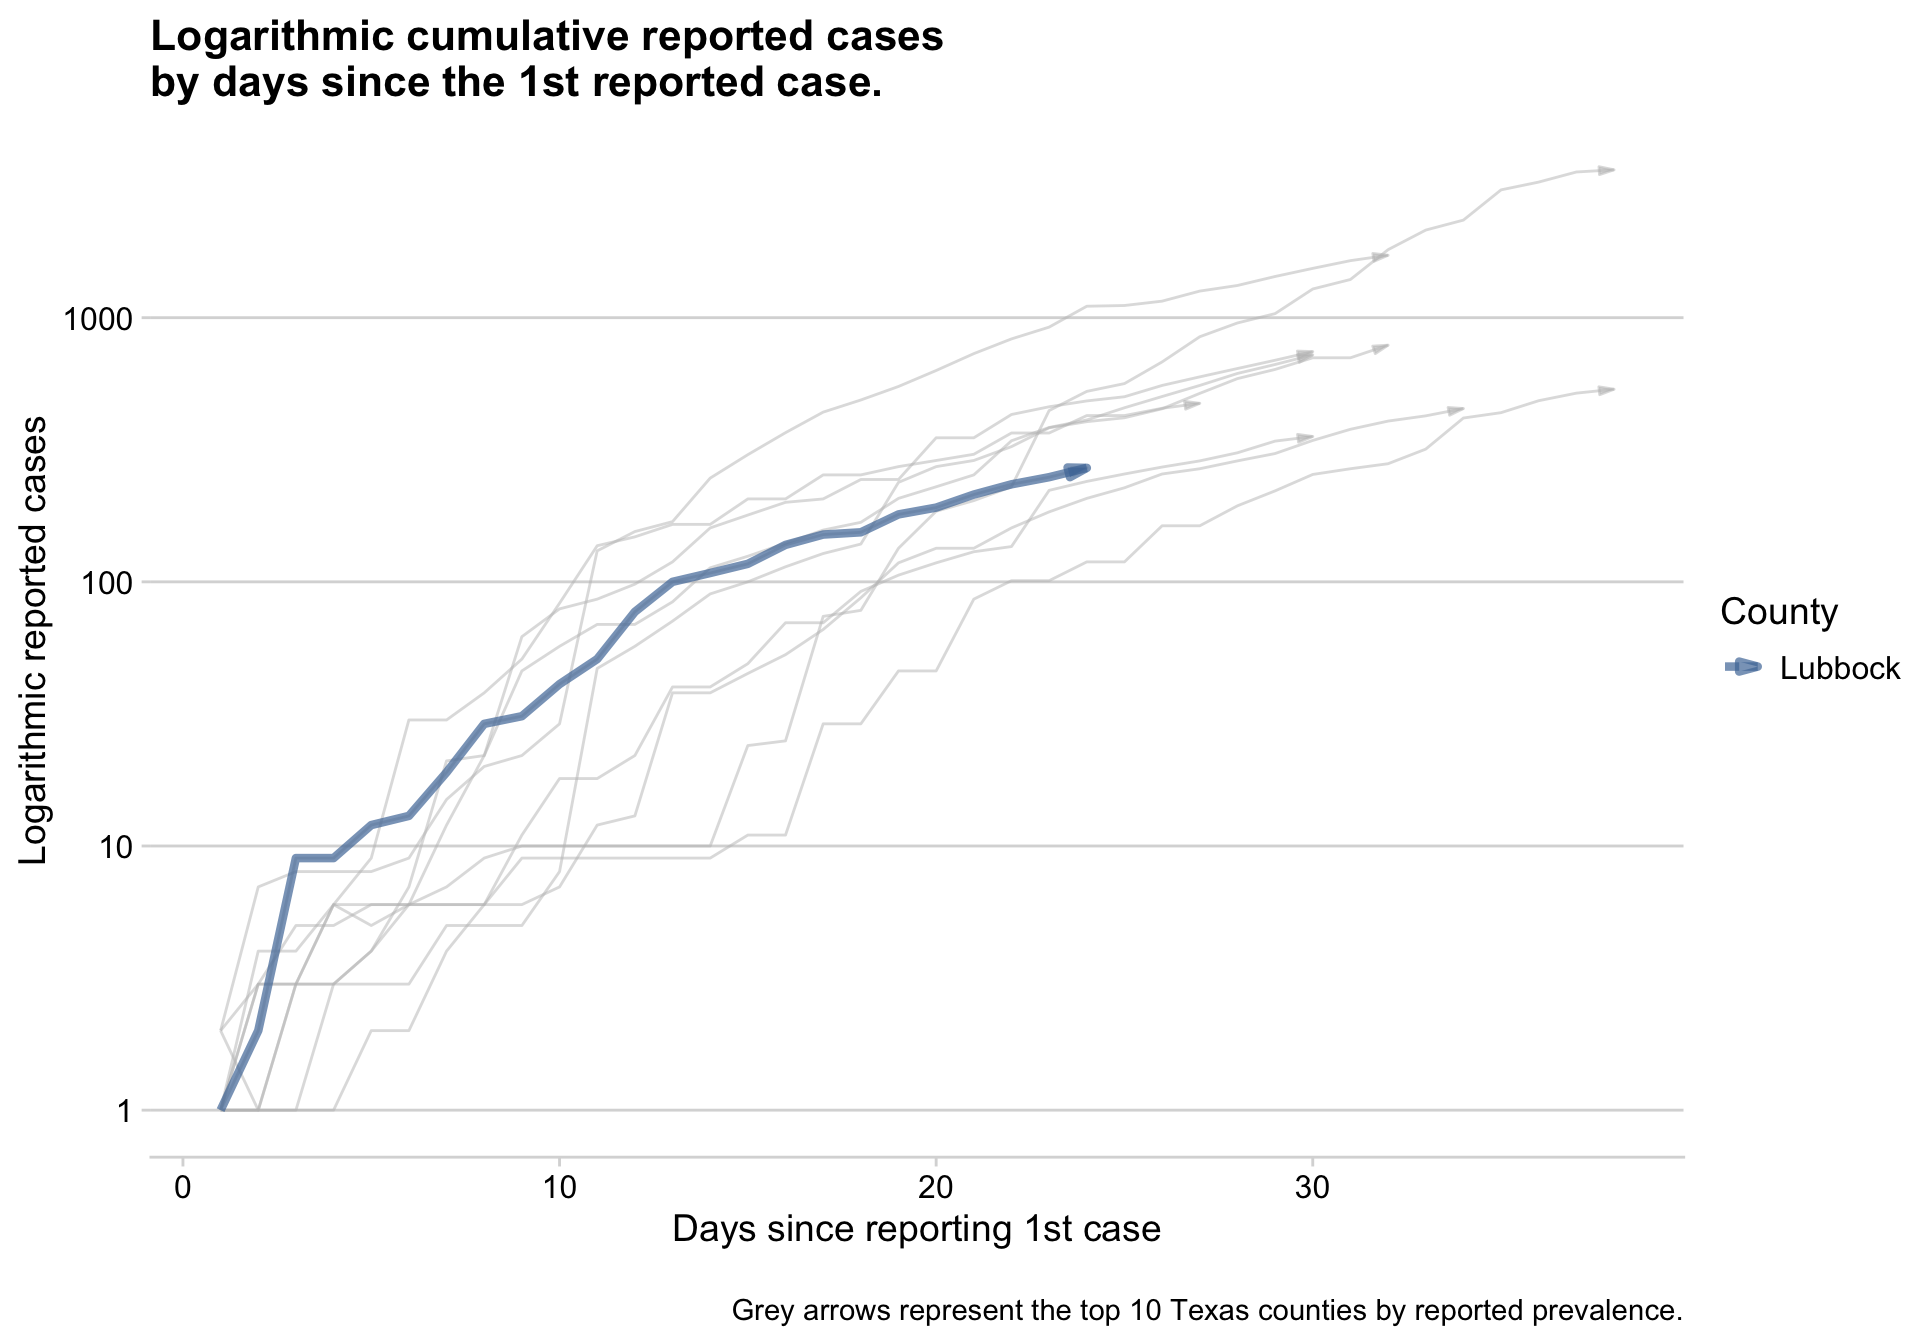 Logarithmic cumulative reported cases
by days since the 1st reported case.
Logarithmic reported cases
1000
100
10
1
0
10
20
30
Days since reporting 1st case
County
Lubbock
Grey arrows represent the top 10 Texas counties by reported prevalence.